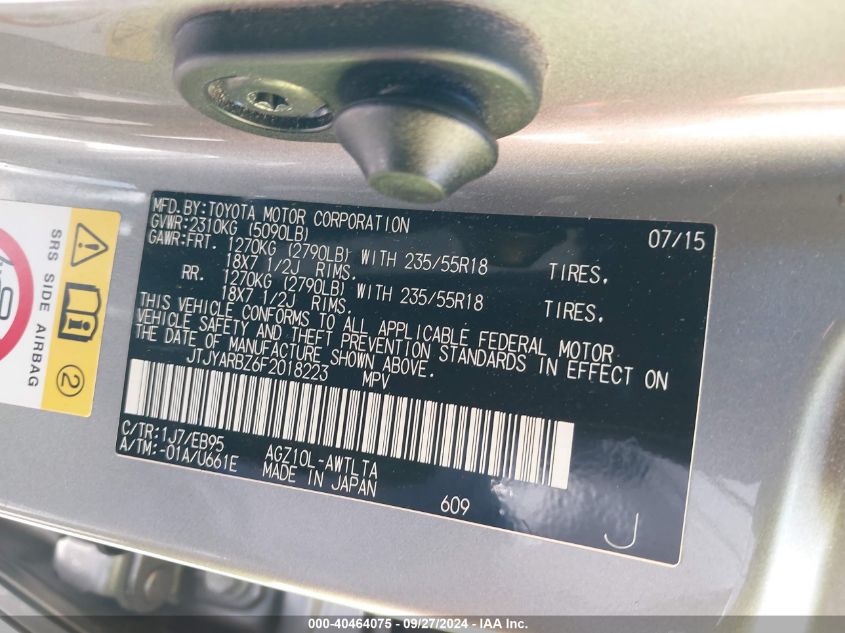 MFD.BY:TOYOTA MOTOR CORPORATION 07/15
GVWR:2310KG (5090LB)
GAWR:FRT. 1270KG (2790LB) WITH 235/55R18 TIRES.
18X7 1/2J RIMS.
RR. 1270KG (2790LB) WITH 235/55R18 TIRES.
18X7 1/2J RIMS.
THIS VEHICLE CONFORMS TO ALL APPLICABLE FEDERAL MOTOR
VEHICLE SAFETY AND THEFT PREVENTION STANDARDS IN EFFECT ON
THE DATE OF MANUFACTURE SHOWN ABOVE.
JTJYARBZ6F2018223 MPV
C/TR:1J7/EB95 AGZ10L-AWTLTA
A/TM:-01A/U661E MADE IN JAPAN
609
J
SRS SIDE AIRBAG
2
000-40464075 - 09/27/2024 - IAA Inc.